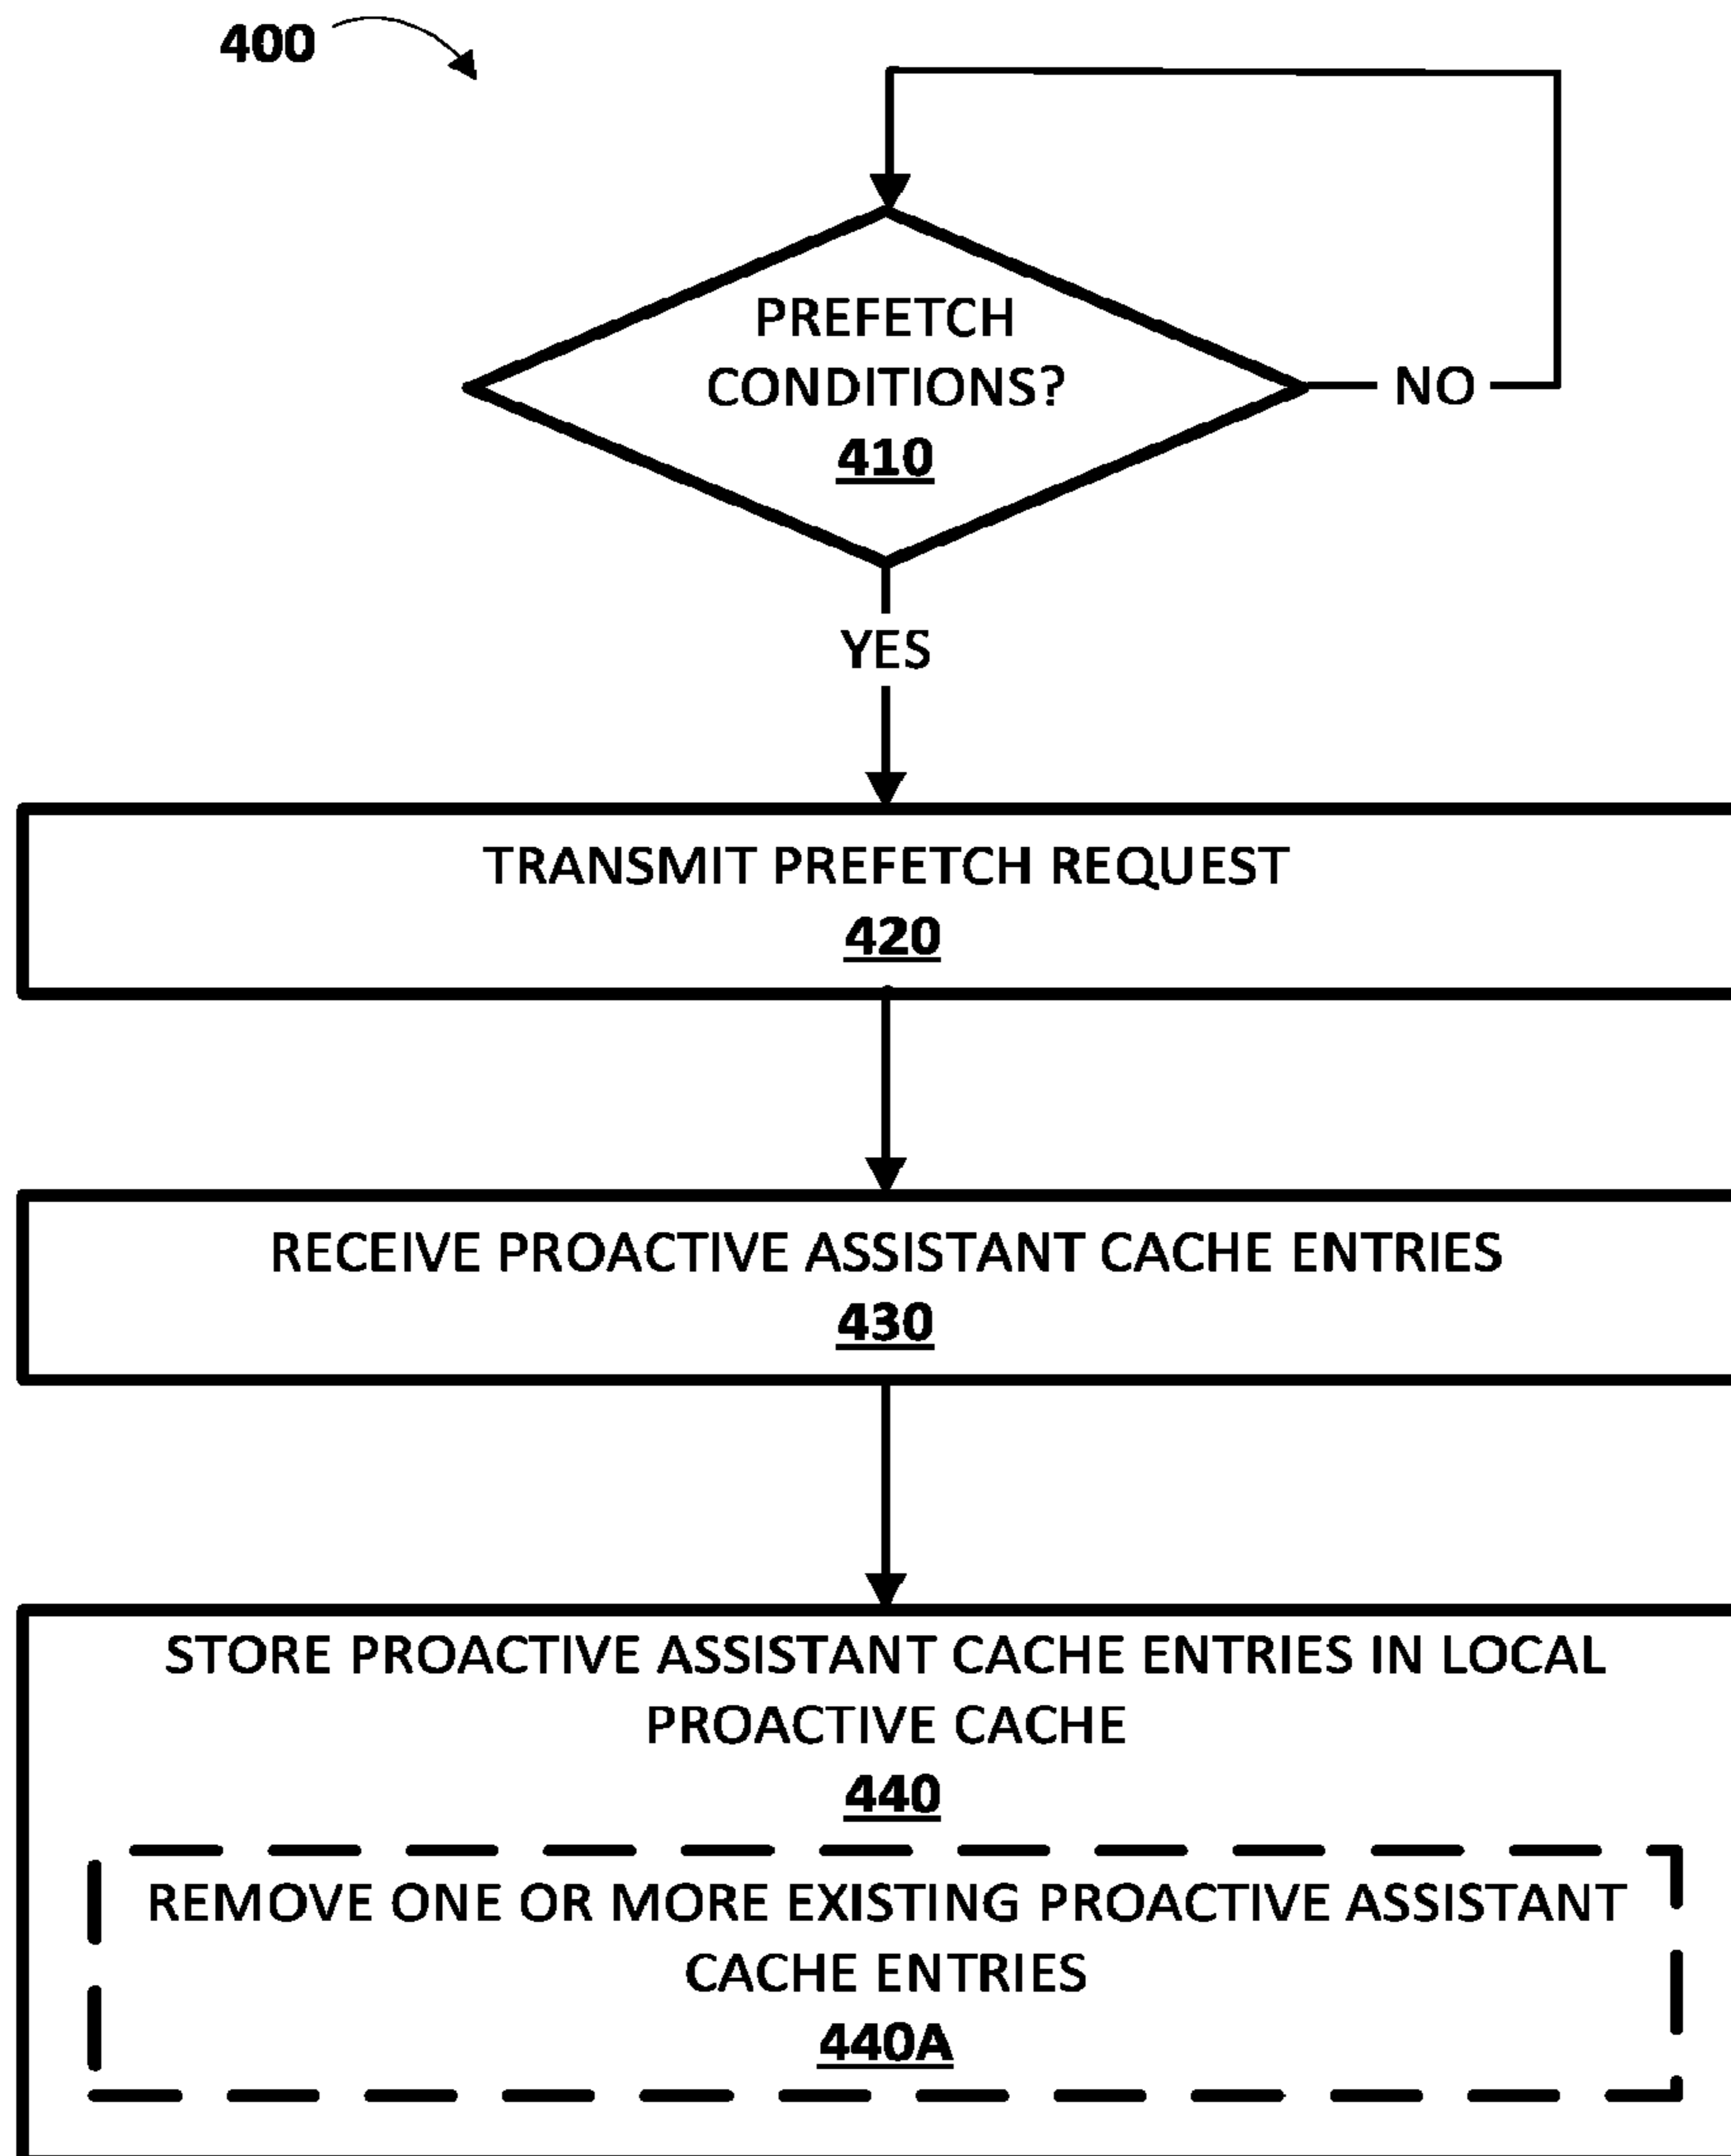 400
PREFETCH
CONDITIONS?
410
NO
YES
TRANSMIT PREFETCH REQUEST
420
RECEIVE PROACTIVE ASSISTANT CACHE ENTRIES
430
STORE PROACTIVE ASSISTANT CACHE ENTRIES IN LOCAL
PROACTIVE CACHE
440
REMOVE ONE OR MORE EXISTING PROACTIVE ASSISTANT
CACHE ENTRIES
440A